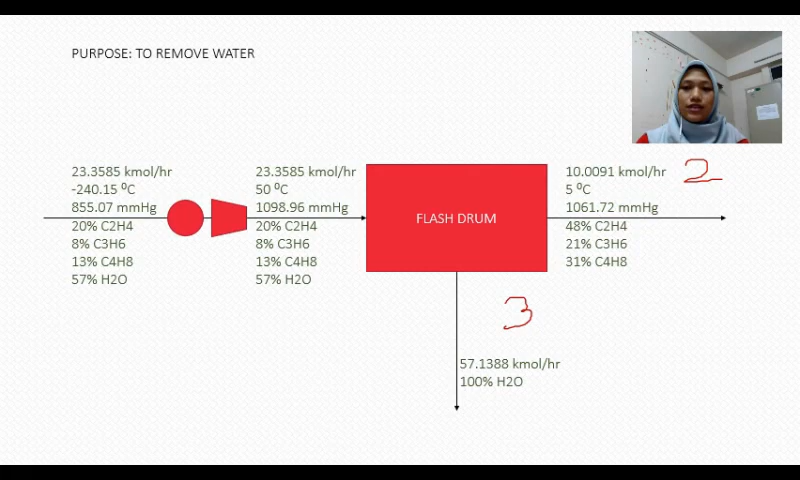 PURPOSE: TO REMOVE WATER
23.3585 kmol/hr
-240.15 ⁰C
855.07 mmHg
20% C2H4
8% C3H6
13% C4H8
57% H2O
23.3585 kmol/hr
50 ⁰C
1098.96 mmHg
20% C2H4
8% C3H6
13% C4H8
57% H2O
FLASH DRUM
10.0091 kmol/hr
5 ⁰C
1061.72 mmHg
48% C2H4
21% C3H6
31% C4H8
2
3
57.1388 kmol/hr
100% H2O